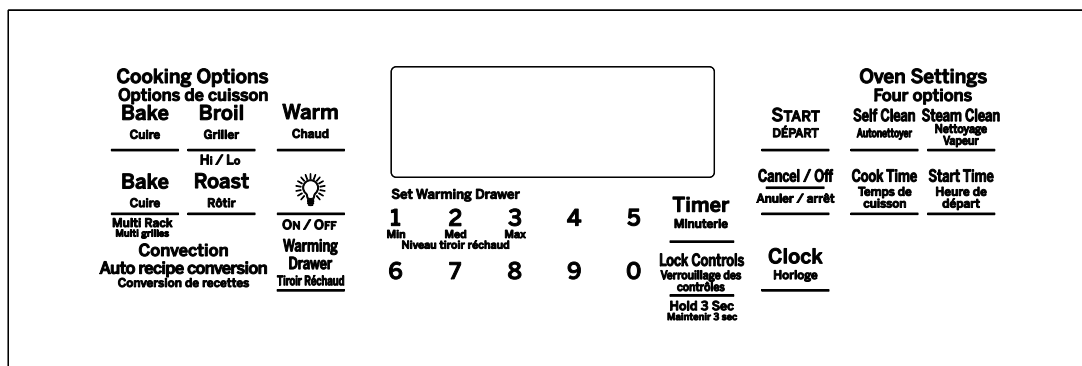 Cooking Options
Options de cuisson
Bake
Cuire
Broil
Griller
Hi / Lo
Warm
Chaud
Bake
Cuire
Multi Rack
Multi grilles
Roast
Rôtir
ON / OFF
Convection
Auto recipe conversion
Conversion de recettes
Warming
Drawer
Tiroir Réchaud
Set Warming Drawer
1 2 3 4 5
Min Med Max
Niveau tiroir réchaud
6 7 8 9 0
Timer
Minuterie
Lock Controls
Verrouillage des
contrôles
Hold 3 Sec
Maintenir 3 sec
START
DÉPART
Cancel / Off
Anuler / arrêt
Clock
Horloge
Oven Settings
Four options
Self Clean
Autonettoyer
Steam Clean
Nettoyage
Vapeur
Cook Time
Temps de
cuisson
Start Time
Heure de
départ